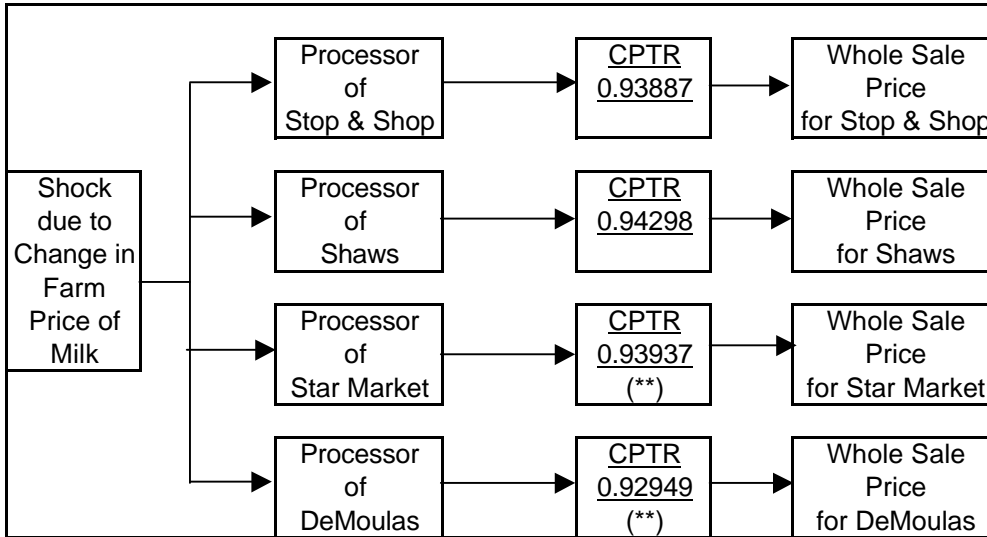 Processor
of
Stop & Shop
CPTR
0.93887
Whole Sale
Price
for Stop & Shop
Shock
due to
Change in
Farm
Price of
Milk
Processor
of
Shaws
CPTR
0.94298
Whole Sale
Price
for Shaws
Processor
of
Star Market
CPTR
0.93937
(**)
Whole Sale
Price
for Star Market
Processor
of
DeMoulas
CPTR
0.92949
(**)
Whole Sale
Price
for DeMoulas